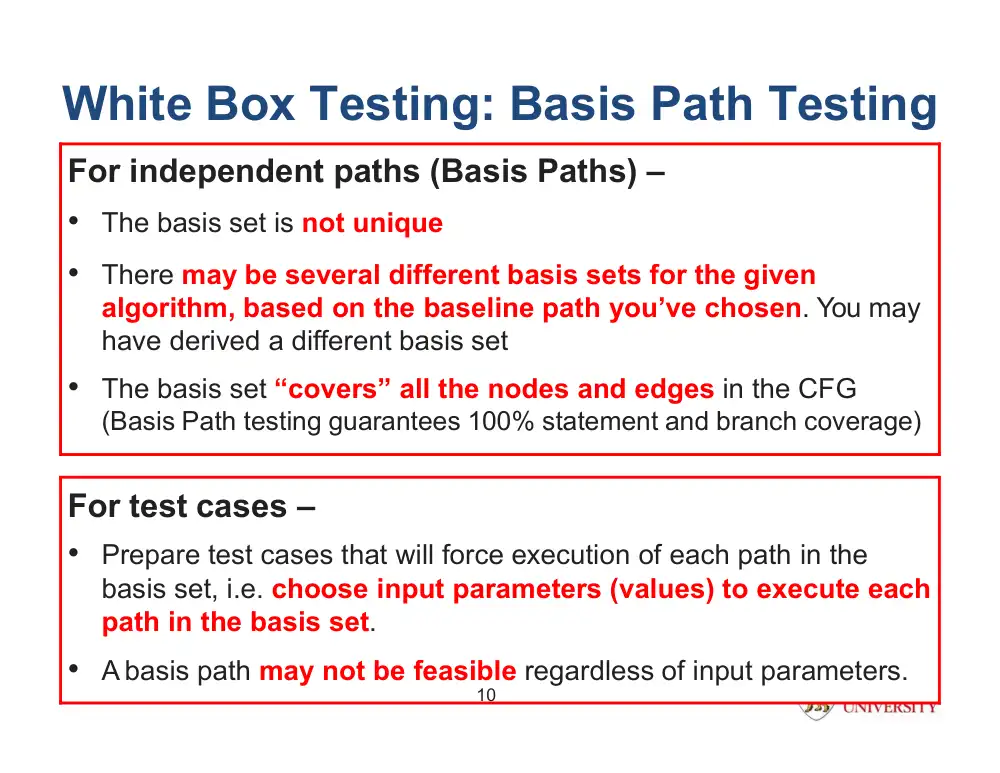 White Box Testing: Basis Path Testing
For independent paths (Basis Paths) –
• The basis set is not unique
• There may be several different basis sets for the given
algorithm, based on the baseline path you’ve chosen. You may
have derived a different basis set
• The basis set “covers” all the nodes and edges in the CFG
(Basis Path testing guarantees 100% statement and branch coverage)
For test cases –
• Prepare test cases that will force execution of each path in the
basis set, i.e. choose input parameters (values) to execute each
path in the basis set.
• A basis path may not be feasible regardless of input parameters.
10
UNIVERSITY